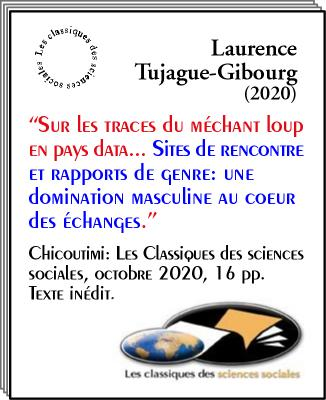 Les classiques des sciences sociales
Laurence
Tujague-Gibourg
(2020)
“Sur les traces du méchant loup
en pays data... Sites de rencontre
et rapports de genre: une
domination masculine au coeur
des échanges.”
Chicoutimi: Les Classiques des sciences
sociales, octobre 2020, 16 pp.
Texte inédit.
Les classiques des sciences sociales